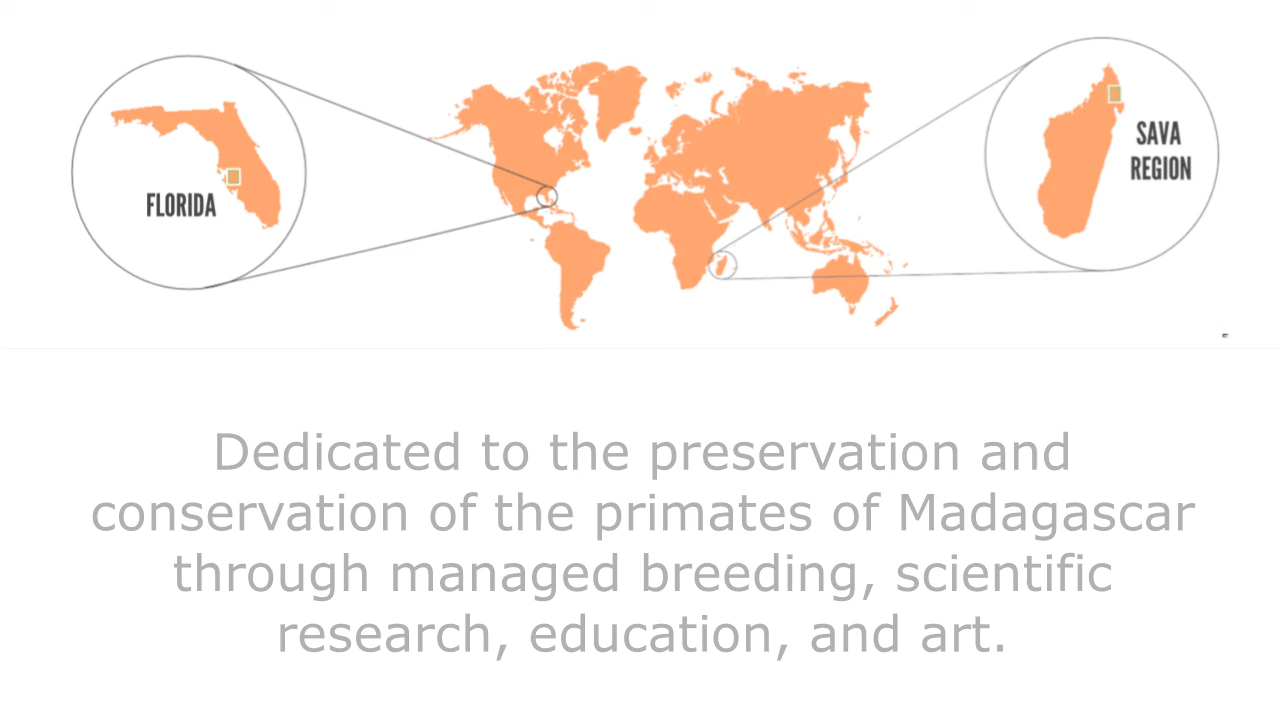 FLORIDA
SAVA
REGION
Dedicated to the preservation and
conservation of the primates of Madagascar
through managed breeding, scientific
research, education, and art.